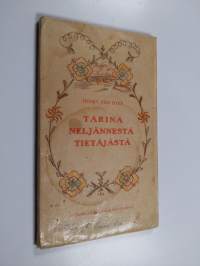 HENRY VAN DYKE
TARINA
NELJÄNNESTÄ
TIETÄJÄSTÄ